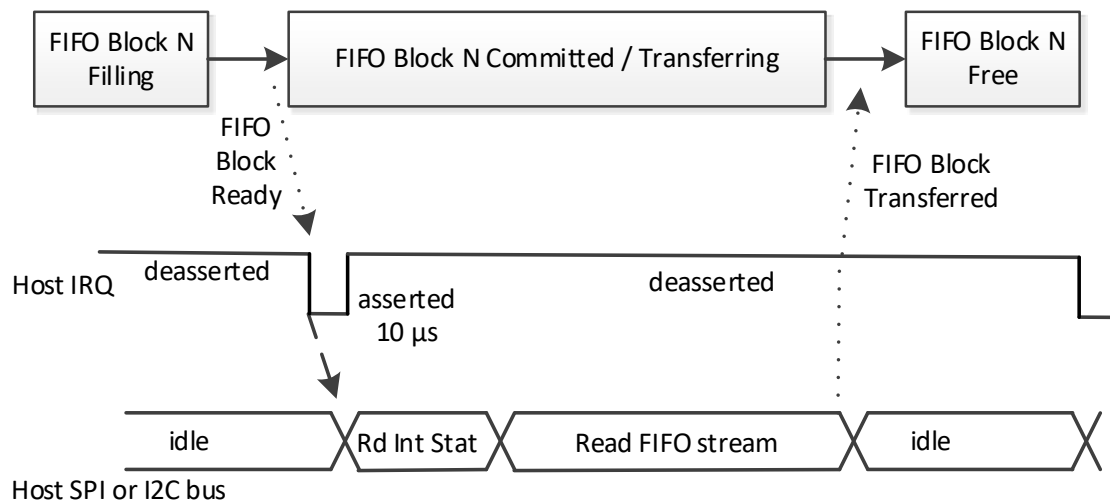 FIFO Block N
Filling
FIFO Block N Committed / Transferring
FIFO Block N
Free
FIFO
Block
Ready
FIFO Block
Transferred
Host IRQ
deasserted
asserted
10 µs
deasserted
idle
Rd Int Stat
Read FIFO stream
idle
Host SPI or I2C bus